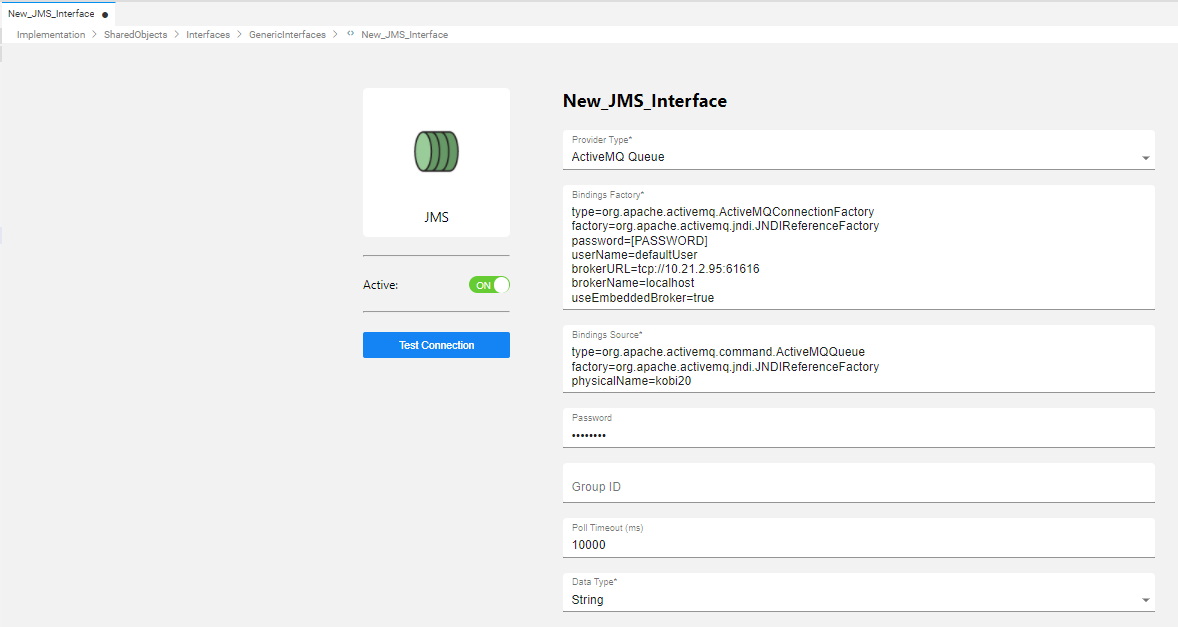 New_JMS_Interface ●
Implementation > SharedObjects > Interfaces > GenericInterfaces > <> New_JMS_Interface
JMS
Active:
ON
Test Connection
New_JMS_Interface
Provider Type*
ActiveMQ Queue
Bindings Factory*
type=org.apache.activemq.ActiveMQConnectionFactory
factory=org.apache.activemq.jndi.JNDIReferenceFactory
password=[PASSWORD]
userName=defaultUser
brokerURL=tcp://10.21.2.95:61616
brokerName=localhost
useEmbeddedBroker=true
Bindings Source*
type=org.apache.activemq.command.ActiveMQQueue
factory=org.apache.activemq.jndi.JNDIReferenceFactory
physicalName=kobi20
Password
••••••••
Group ID
Poll Timeout (ms)
10000
Data Type*
String